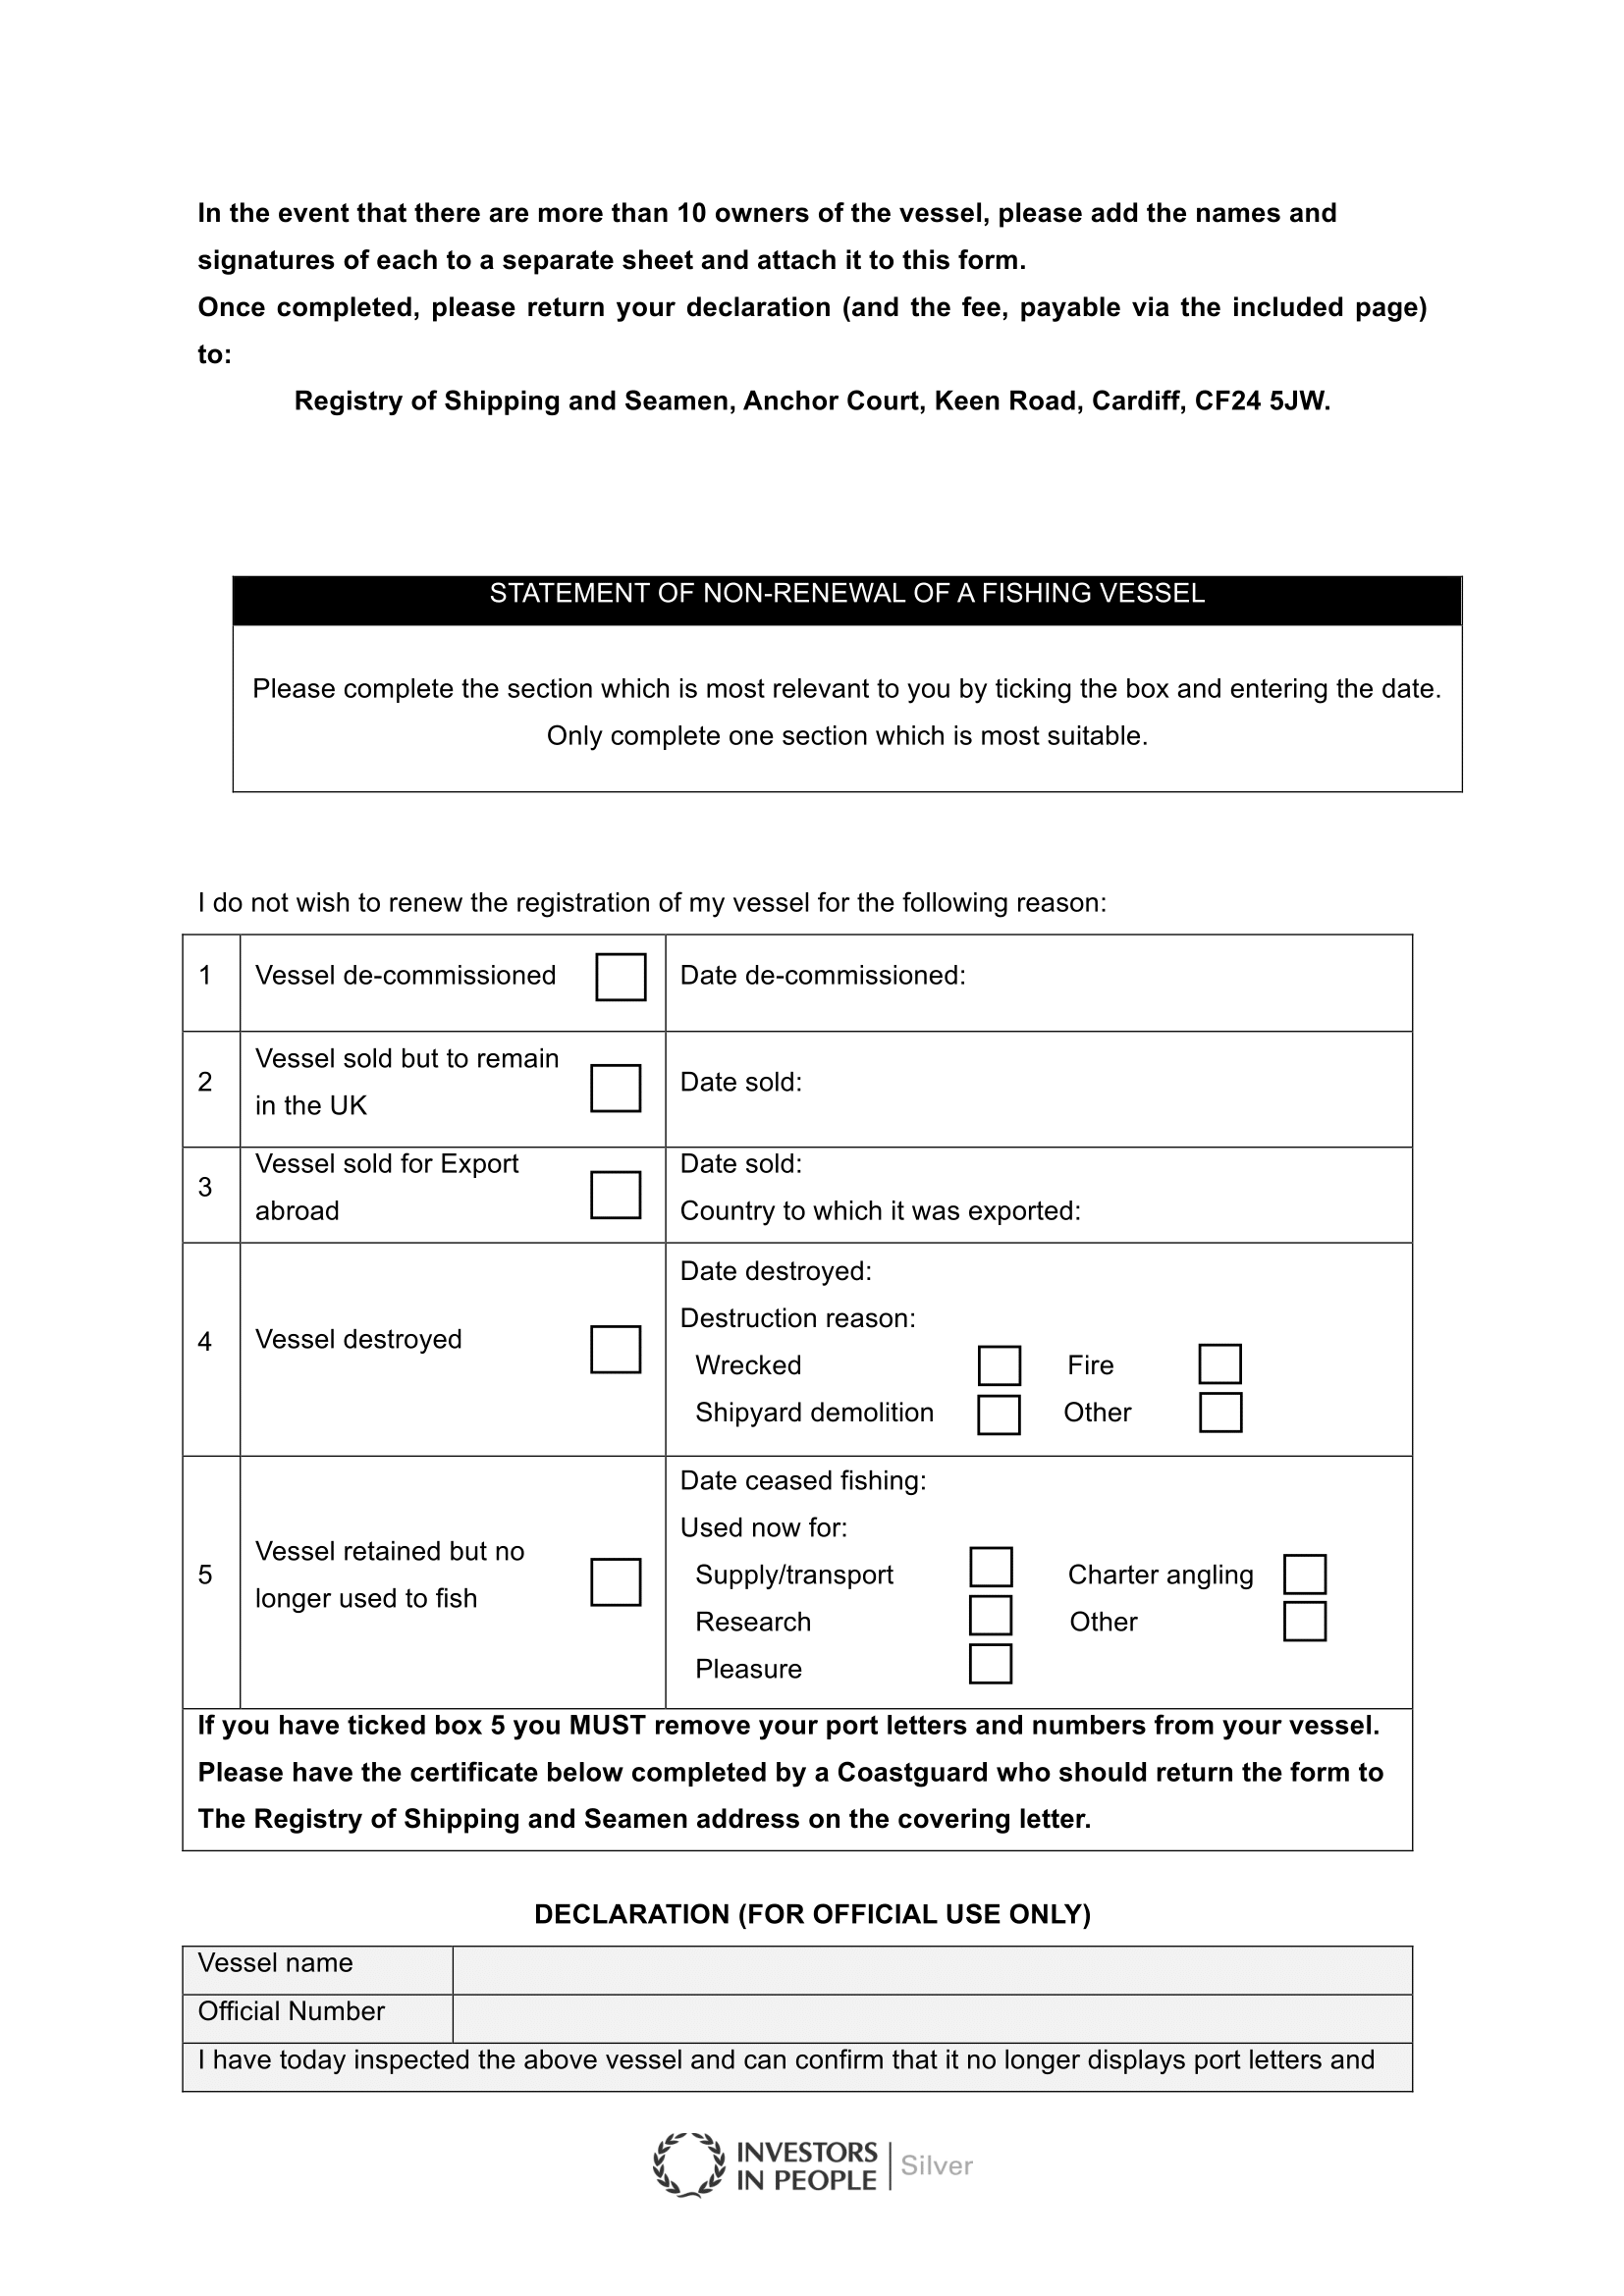 In the event that there are more than 10 owners of the vessel, please add the names and
signatures of each to a separate sheet and attach it to this form.
Once completed, please return your declaration (and the fee, payable via the included page)
to:
Registry of Shipping and Seamen, Anchor Court, Keen Road, Cardiff, CF24 5JW.
STATEMENT OF NON-RENEWAL OF A FISHING VESSEL
Please complete the section which is most relevant to you by ticking the box and entering the date.
Only complete one section which is most suitable.
I do not wish to renew the registration of my vessel for the following reason:
1 Vessel de-commissioned Date de-commissioned:
2 Vessel sold but to remain
in the UK
Date sold:
3 Vessel sold for Export
abroad
Date sold:
Country to which it was exported:
4 Vessel destroyed
Date destroyed:
Destruction reason:
Wrecked Fire
Shipyard demolition Other
5 Vessel retained but no
longer used to fish
Date ceased fishing:
Used now for:
Supply/transport Charter angling
Research Other
Pleasure
If you have ticked box 5 you MUST remove your port letters and numbers from your vessel.
Please have the certificate below completed by a Coastguard who should return the form to
The Registry of Shipping and Seamen address on the covering letter.
DECLARATION (FOR OFFICIAL USE ONLY)
Vessel name
Official Number
I have today inspected the above vessel and can confirm that it no longer displays port letters and
INVESTORS
IN PEOPLE
Silver